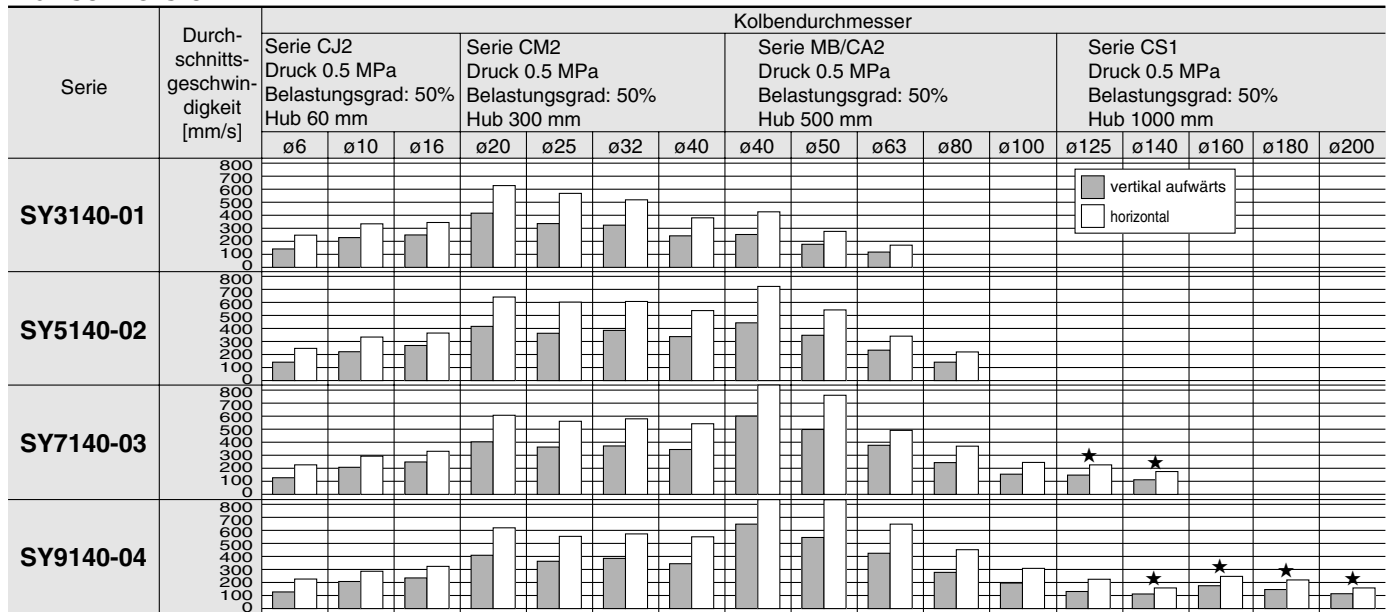 Kolbendurchmesser
Serie
Durch-
schnitts-
geschwin-
digkeit
[mm/s]
Serie CJ2
Druck 0.5 MPa
Belastungsgrad: 50%
Hub 60 mm
Serie CM2
Druck 0.5 MPa
Belastungsgrad: 50%
Hub 300 mm
Serie MB/CA2
Druck 0.5 MPa
Belastungsgrad: 50%
Hub 500 mm
Serie CS1
Druck 0.5 MPa
Belastungsgrad: 50%
Hub 1000 mm
ø6 ø10 ø16 ø20 ø25 ø32 ø40 ø40 ø50 ø63 ø80 ø100 ø125 ø140 ø160 ø180 ø200
SY3140-01
800
700
600
500
400
300
200
100
0
vertikal aufwärts
horizontal
SY5140-02
800
700
600
500
400
300
200
100
0
SY7140-03
800
700
600
500
400
300
200
100
0
★ ★
SY9140-04
800
700
600
500
400
300
200
100
0
★ ★ ★ ★